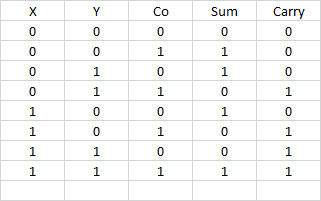 X Y Co Sum Carry
0 0 0 0 0
0 0 1 1 0
0 1 0 1 0
0 1 1 0 1
1 0 0 1 0
1 0 1 0 1
1 1 0 0 1
1 1 1 1 1